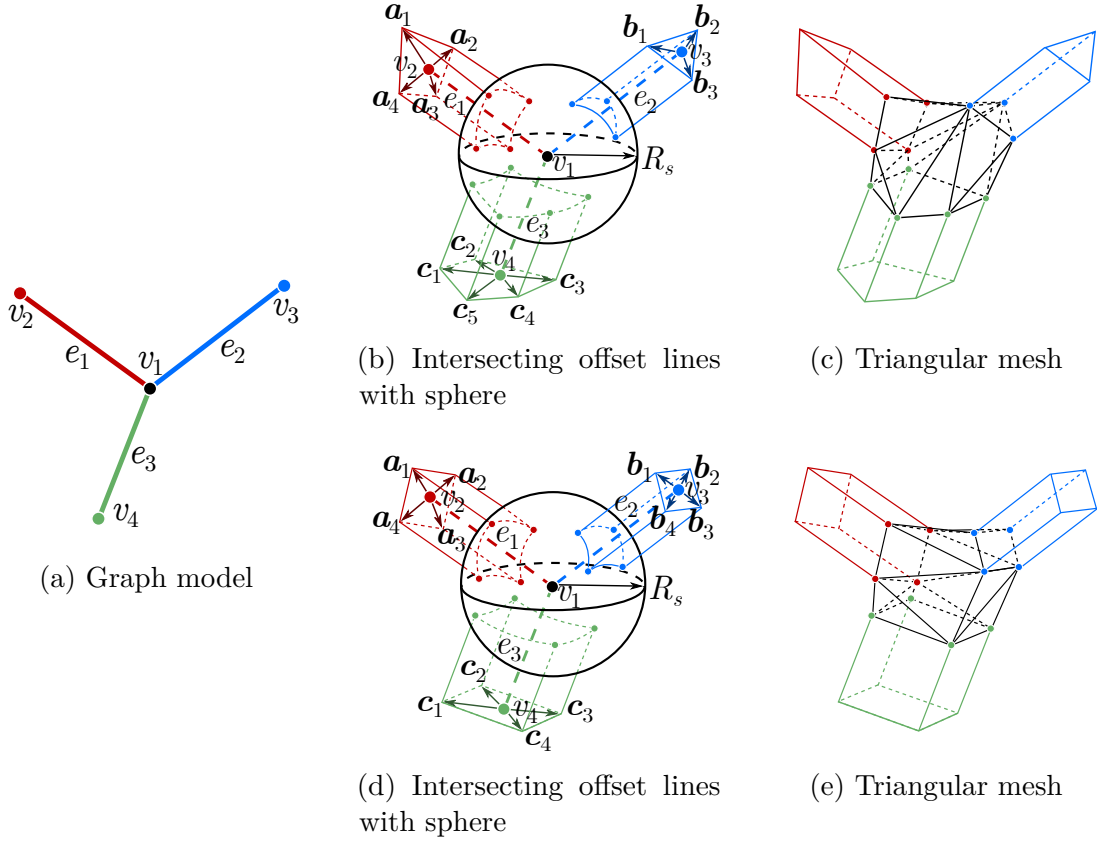 a₁
a₂
v₂
a₄
a₃
e₁
b₁
b₂
v₃
b₃
e₂
v₁
R_s
e₃
c₂
v₄
c₁
c₃
c₅
c₄
(b) Intersecting offset lines
with sphere
(c) Triangular mesh
v₂
v₃
e₁
v₁
e₂
e₃
v₄
(a) Graph model
a₁
a₂
v₂
a₄
a₃
e₁
b₁
b₂
v₃
e₂
b₄
b₃
v₁
R_s
e₃
c₂
c₁
v₄
c₃
c₄
(d) Intersecting offset lines
with sphere
(e) Triangular mesh